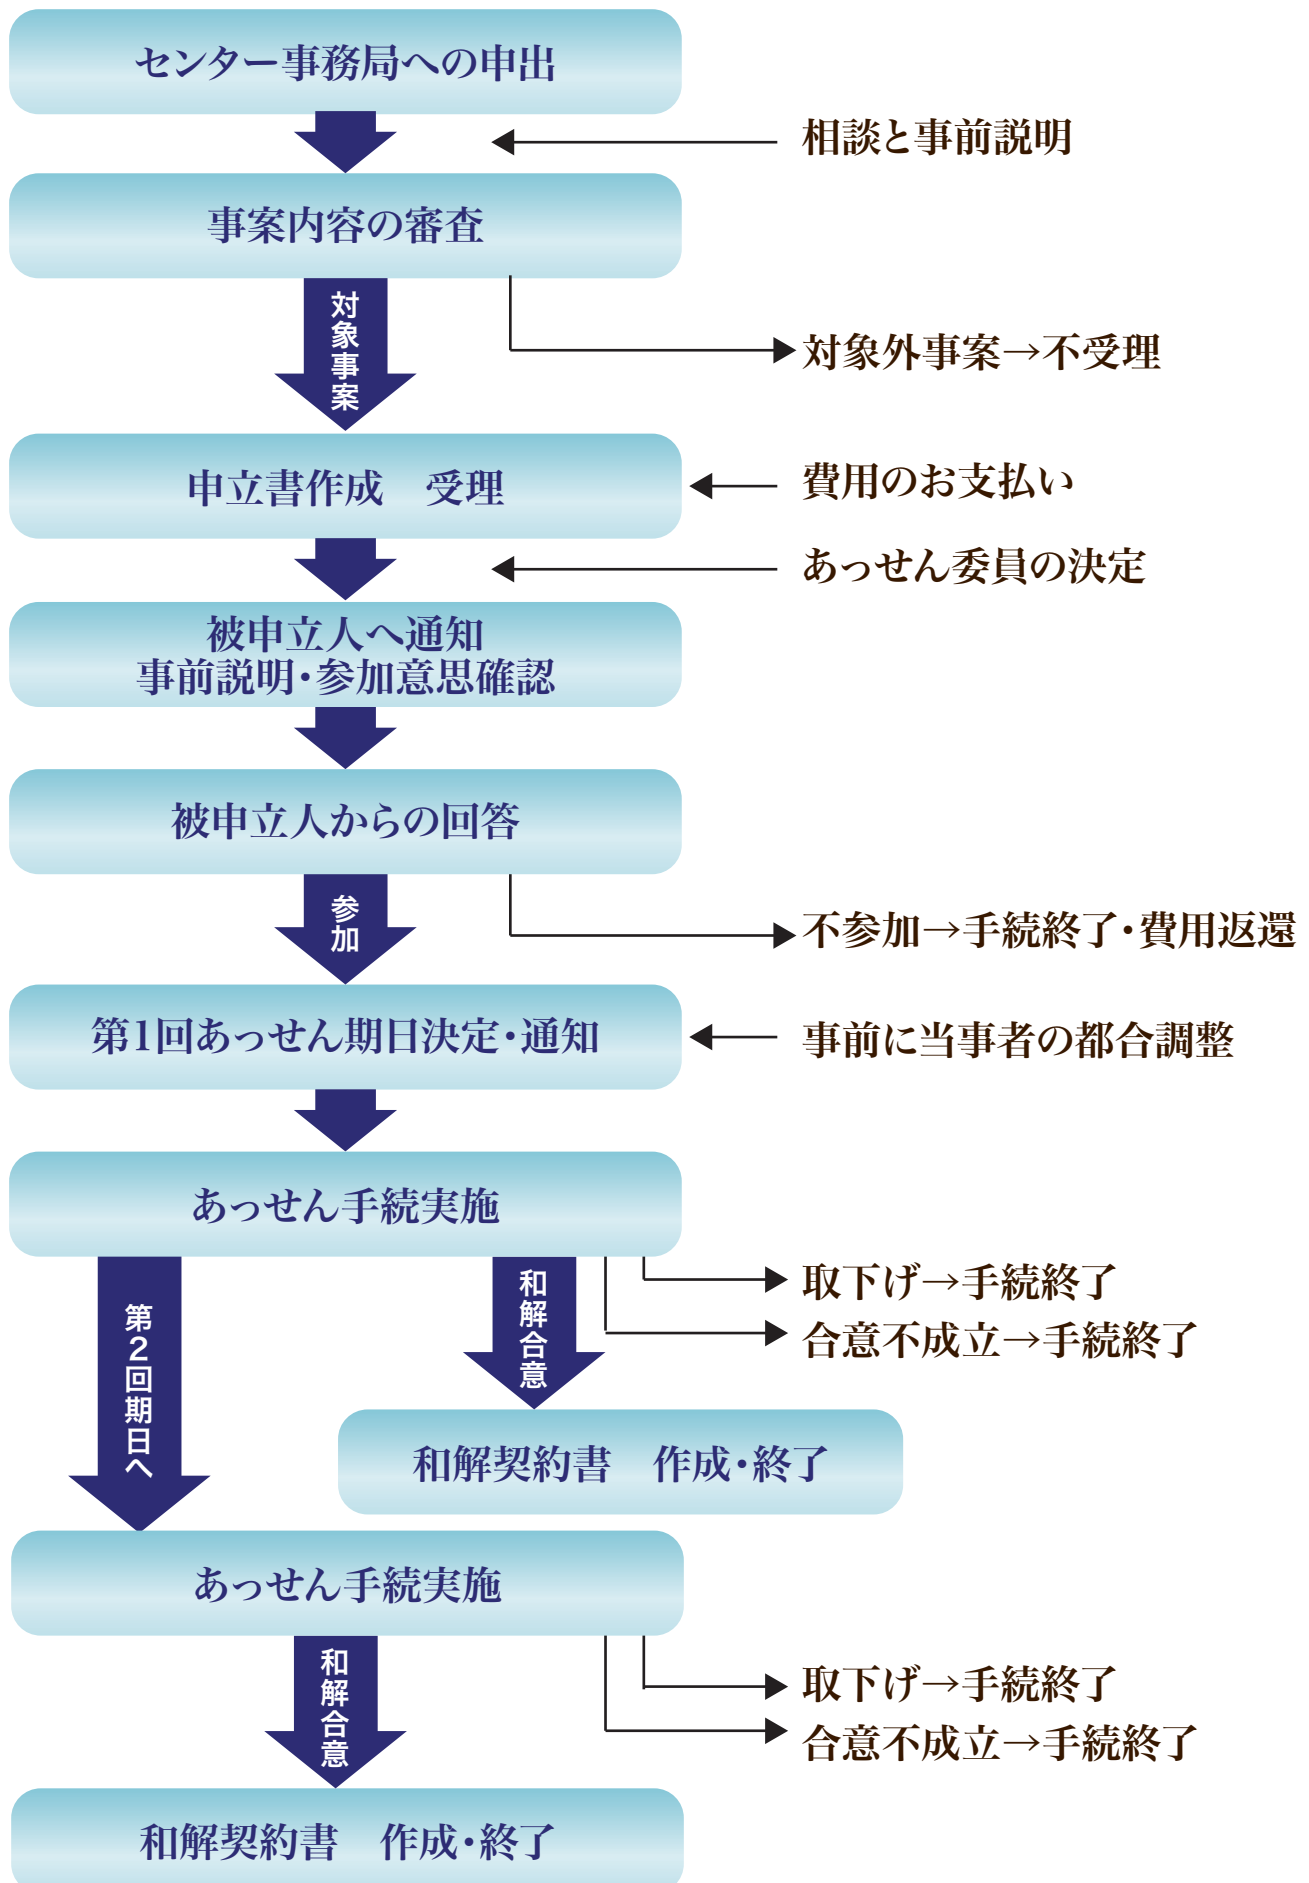 センター事務局への申出
相談と事前説明
事案内容の審査
対象事案
対象外事案→不受理
申立書作成　受理
費用のお支払い
あっせん委員の決定
被申立人へ通知
事前説明・参加意思確認
被申立人からの回答
参加
不参加→手続終了・費用返還
第1回あっせん期日決定・通知
事前に当事者の都合調整
あっせん手続実施
取下げ→手続終了
合意不成立→手続終了
和解合意
第2回期日へ
和解契約書　作成・終了
あっせん手続実施
取下げ→手続終了
合意不成立→手続終了
和解合意
和解契約書　作成・終了